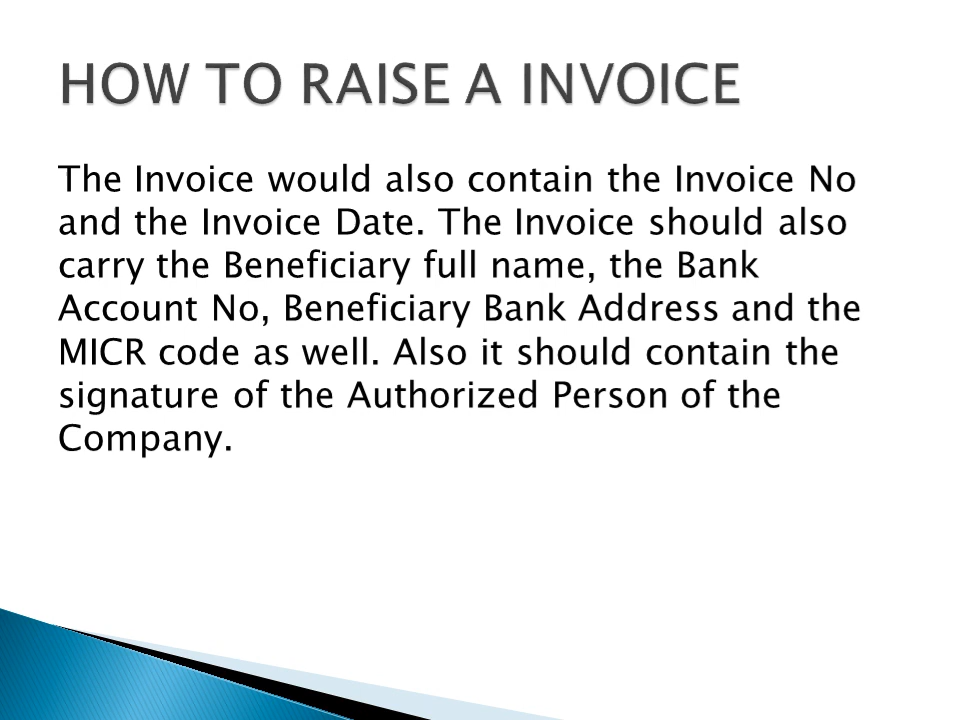 HOW TO RAISE A INVOICE
The Invoice would also contain the Invoice No
and the Invoice Date. The Invoice should also
carry the Beneficiary full name, the Bank
Account No, Beneficiary Bank Address and the
MICR code as well. Also it should contain the
signature of the Authorized Person of the
Company.